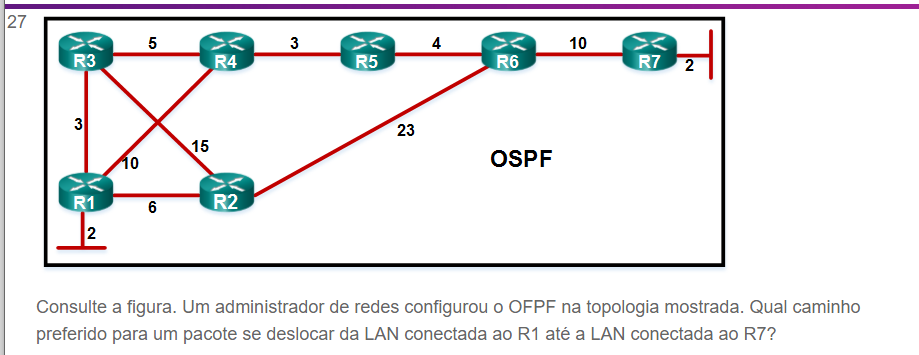 27
5 3 4 10
R3 R4 R5 R6 R7
2
3 15 23
10
OSPF
R1 R2
6
2
Consulte a figura. Um administrador de redes configurou o OFPF na topologia mostrada. Qual caminho
preferido para um pacote se deslocar da LAN conectada ao R1 até a LAN conectada ao R7?